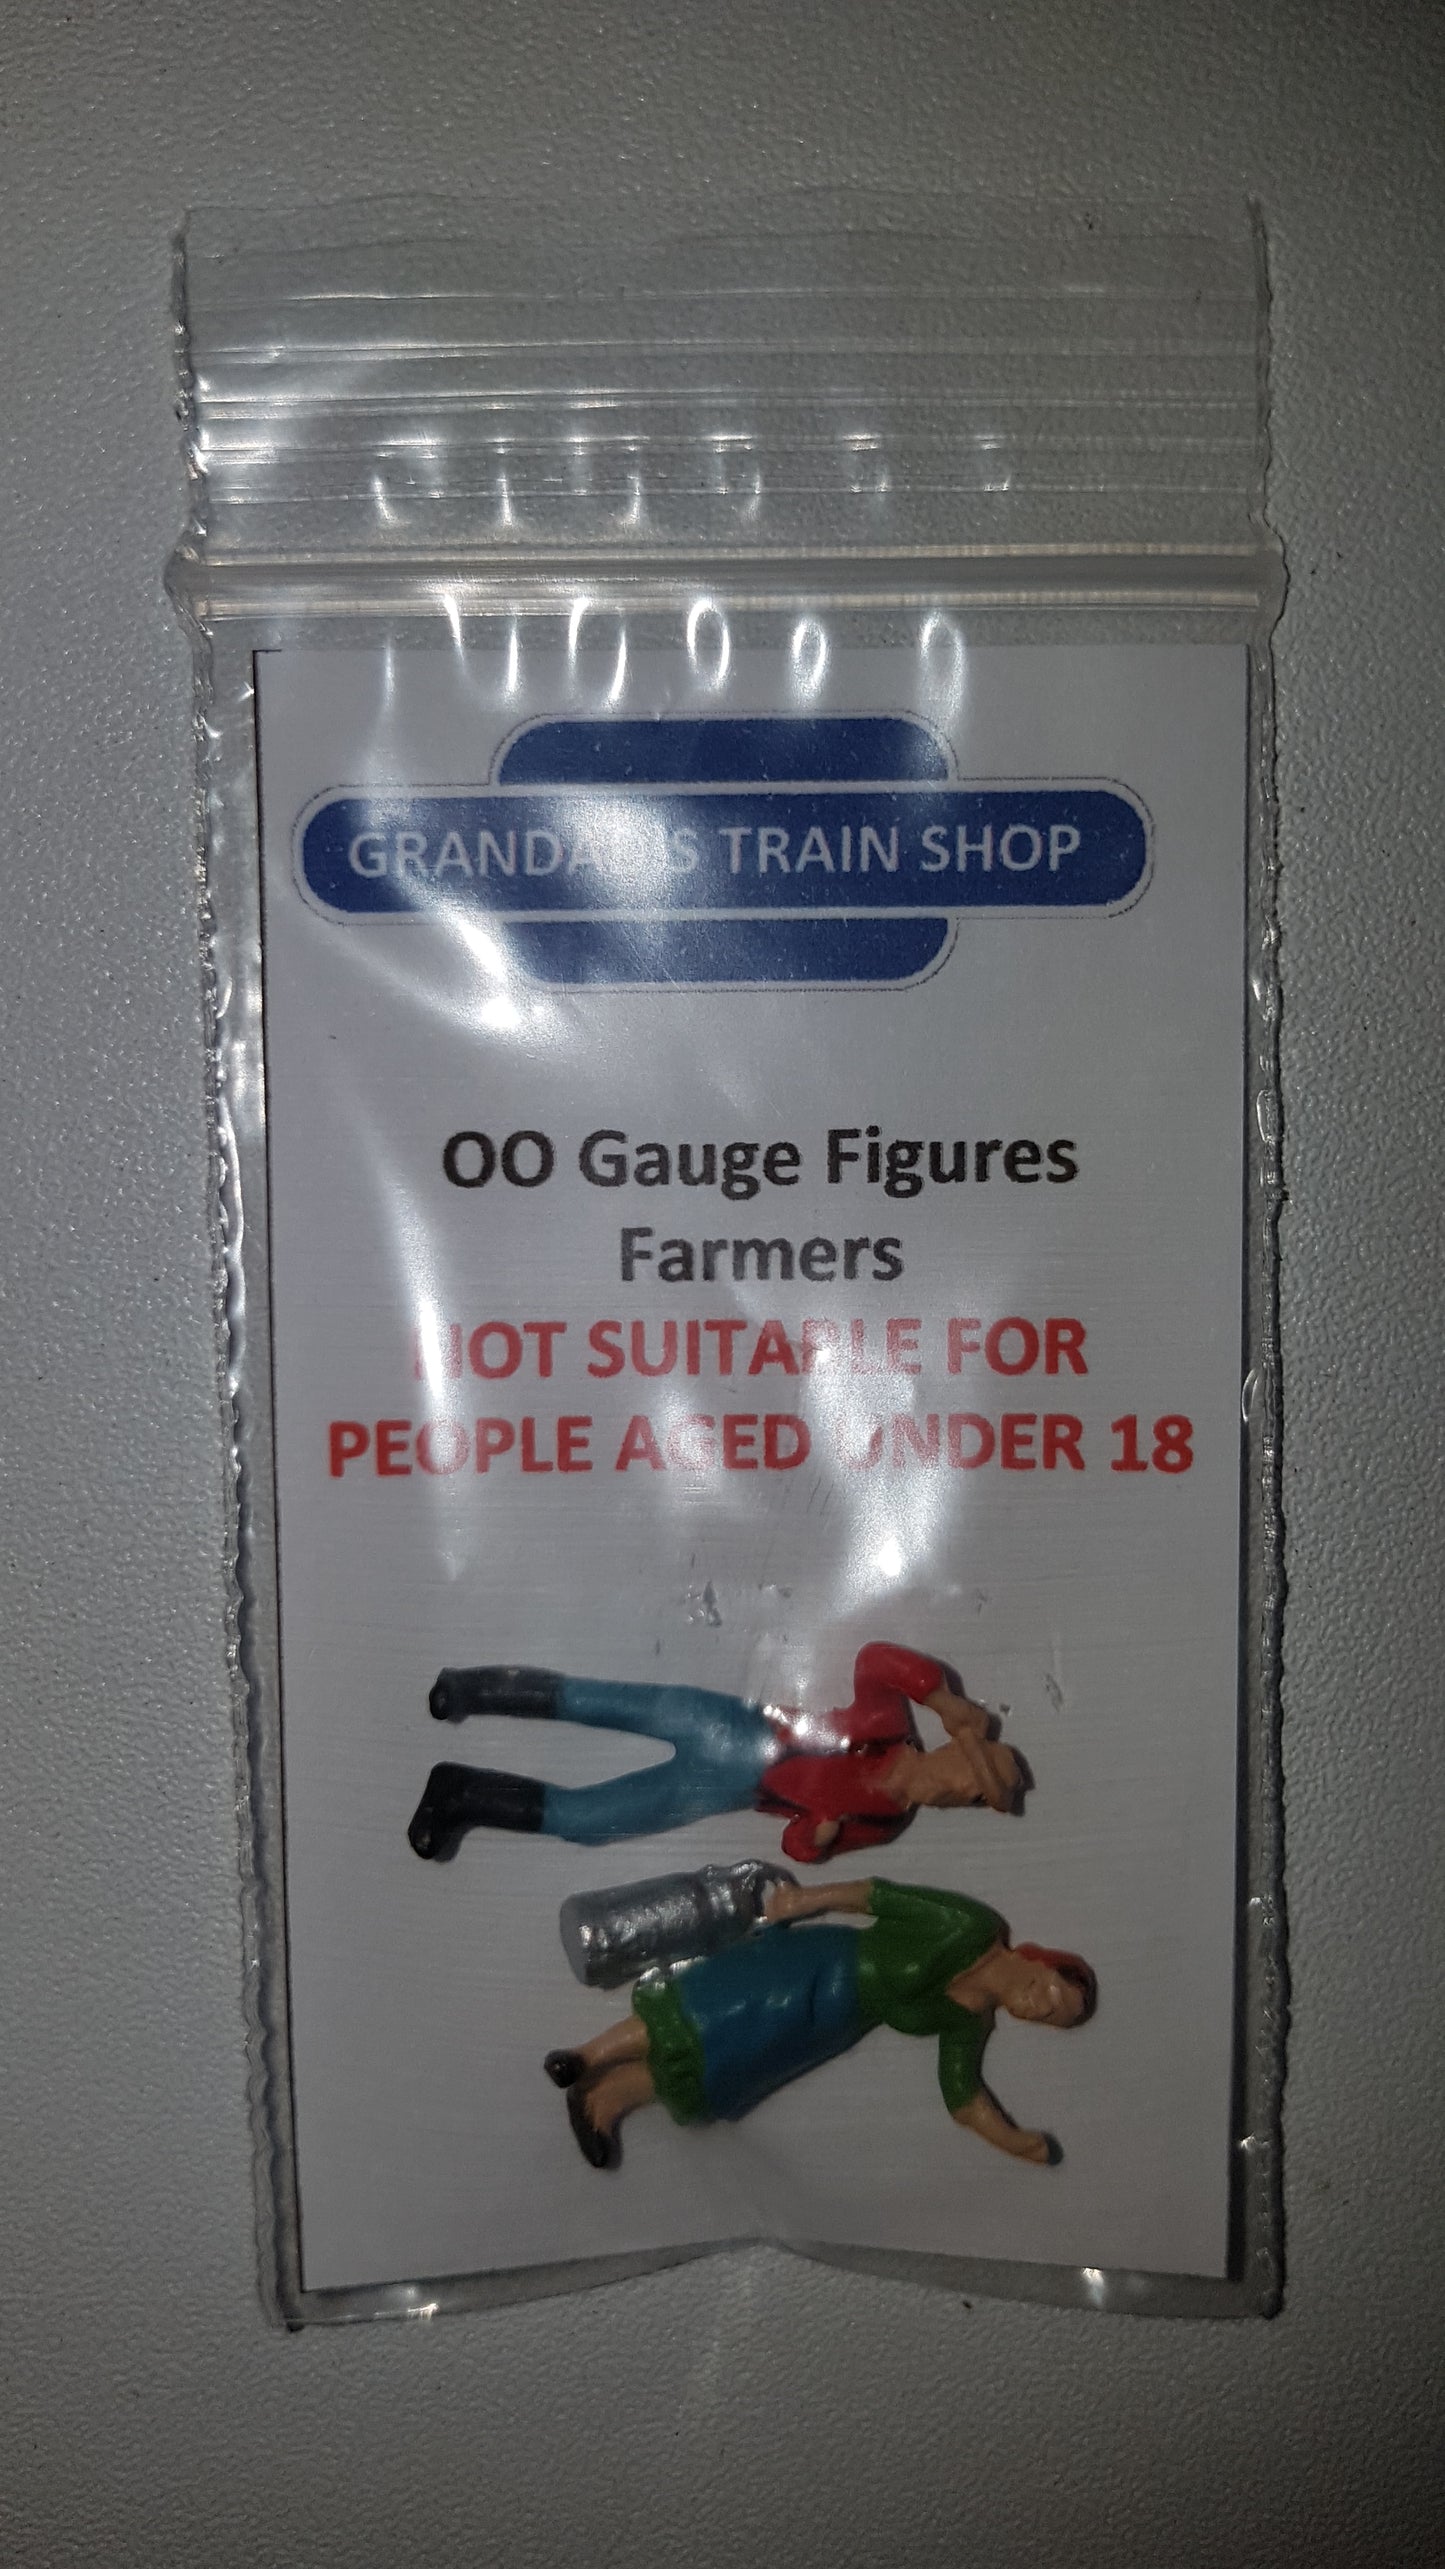 GRANDAD'S TRAIN SHOP
OO Gauge Figures
Farmers
NOT SUITABLE FOR
PEOPLE AGED UNDER 18